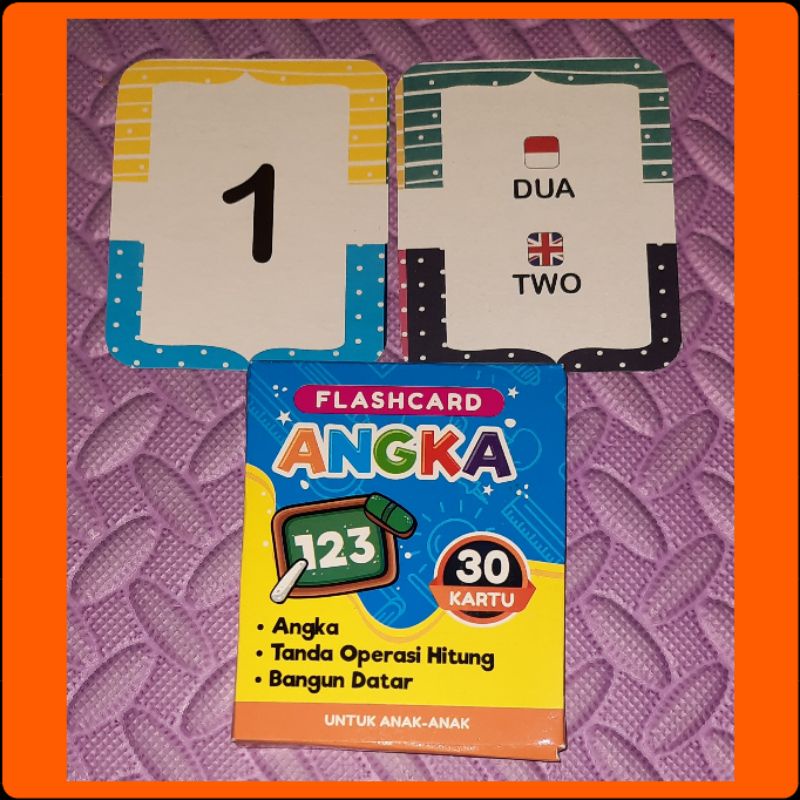 1
DUA
TWO
FLASHCARD
ANGKA
123
30
KARTU
• Angka
• Tanda Operasi Hitung
• Bangun Datar
UNTUK ANAK-ANAK